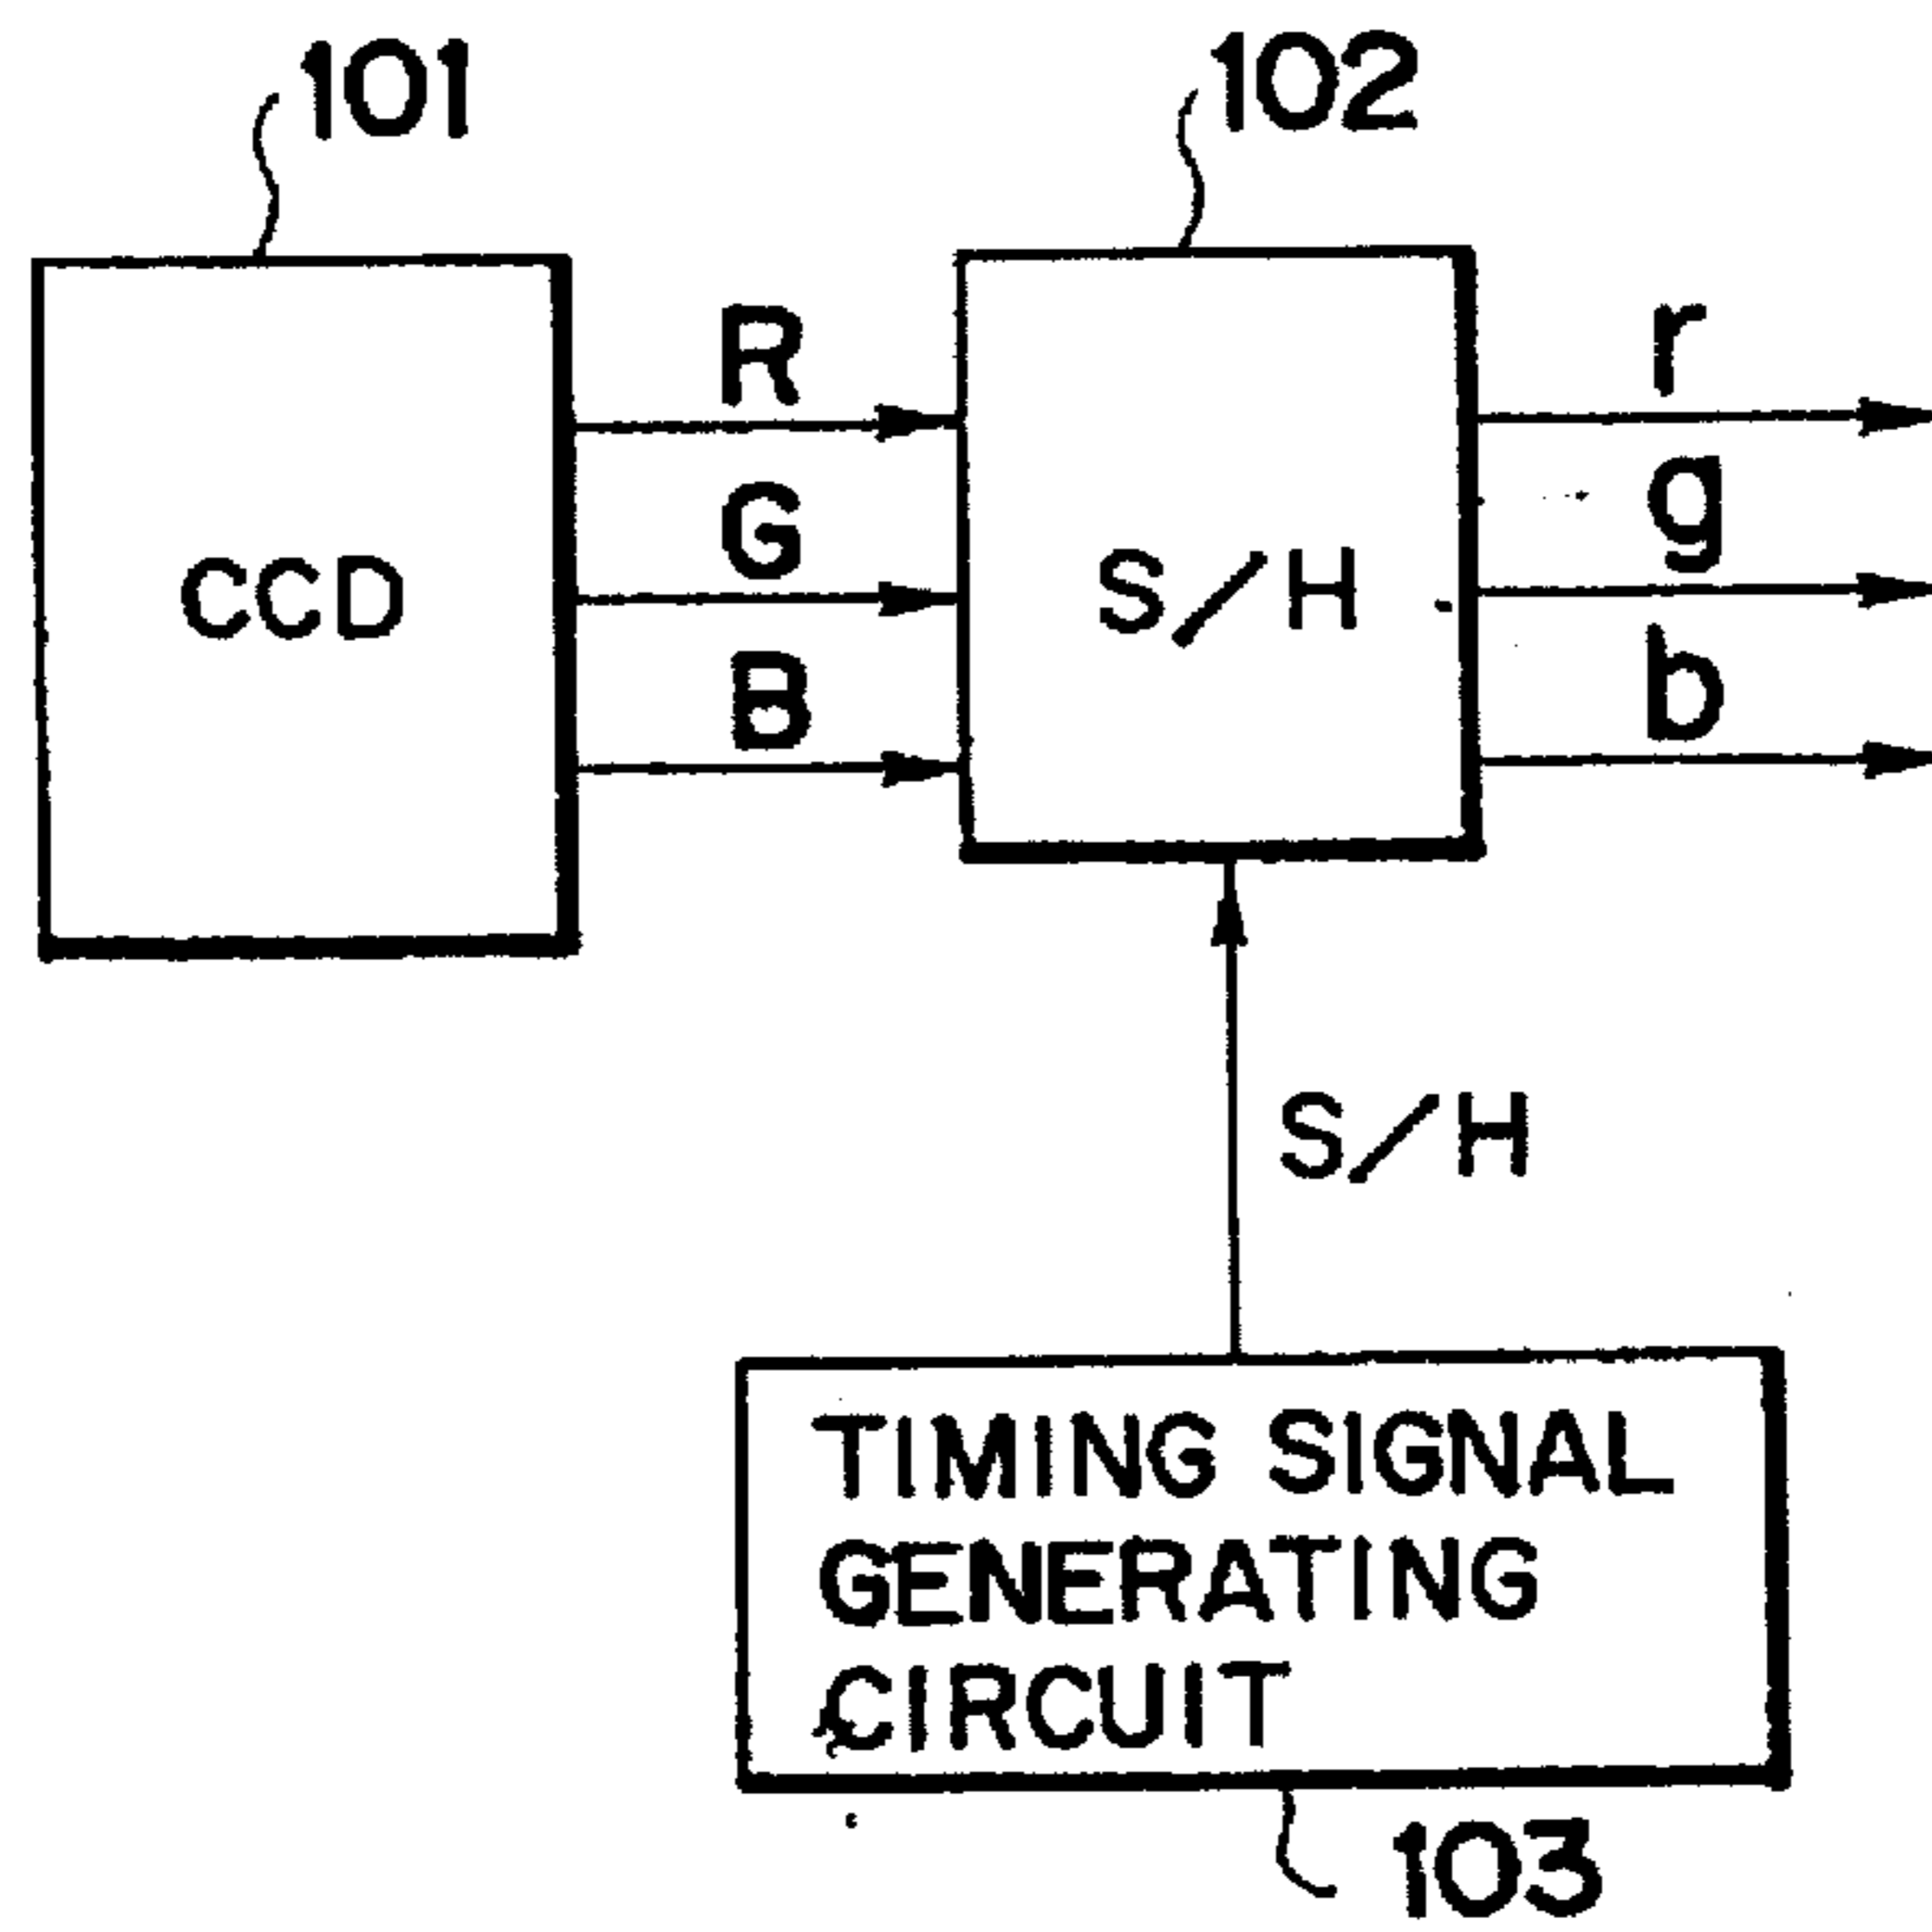 101
102
R
G
B
CCD
S/H
r
g
b
S/H
TIMING SIGNAL
GENERATING
CIRCUIT
103